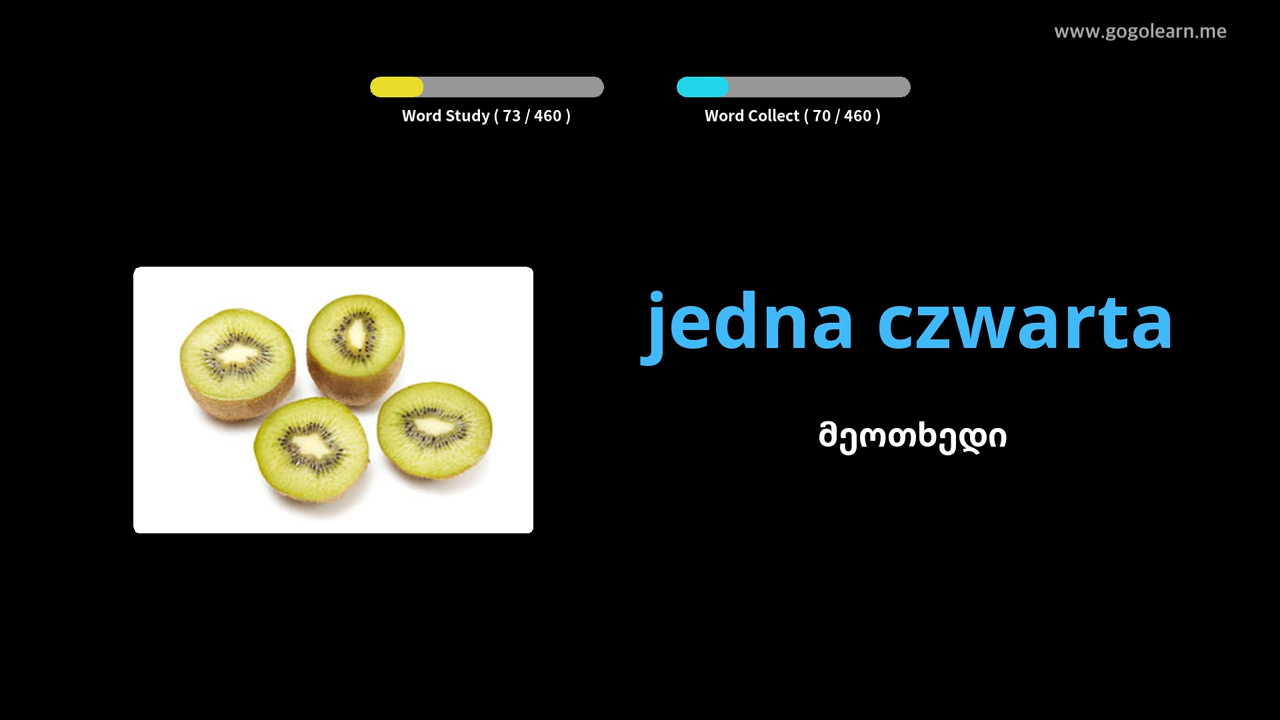 www.gogolearn.me
Word Study ( 73 / 460 )
Word Collect ( 70 / 460 )
jedna czwarta
მეოთხედი